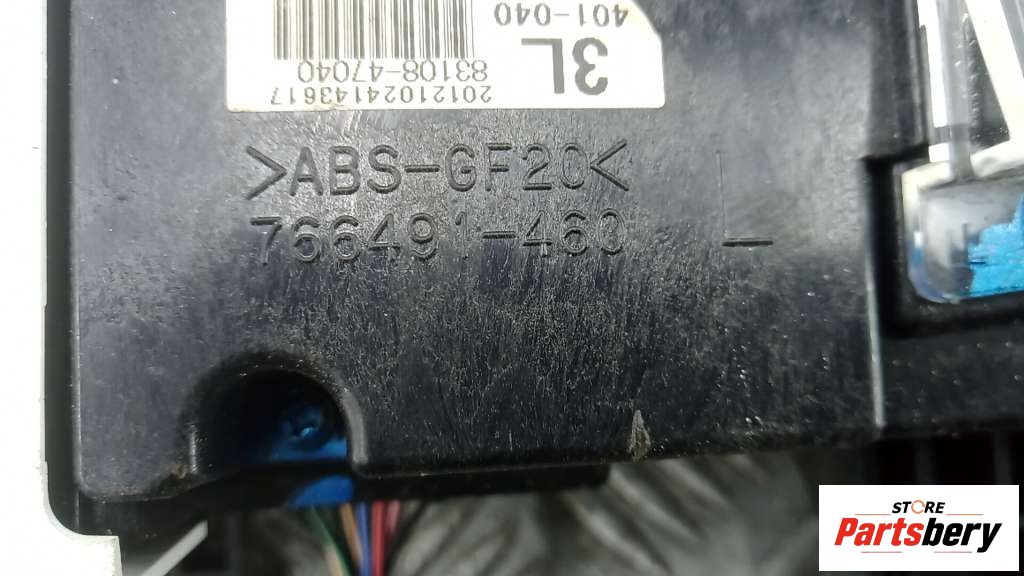 401-040
3L
83108-47040
20121024143617
>ABS-GF20<
766491-460
L
STORE
Partsbery